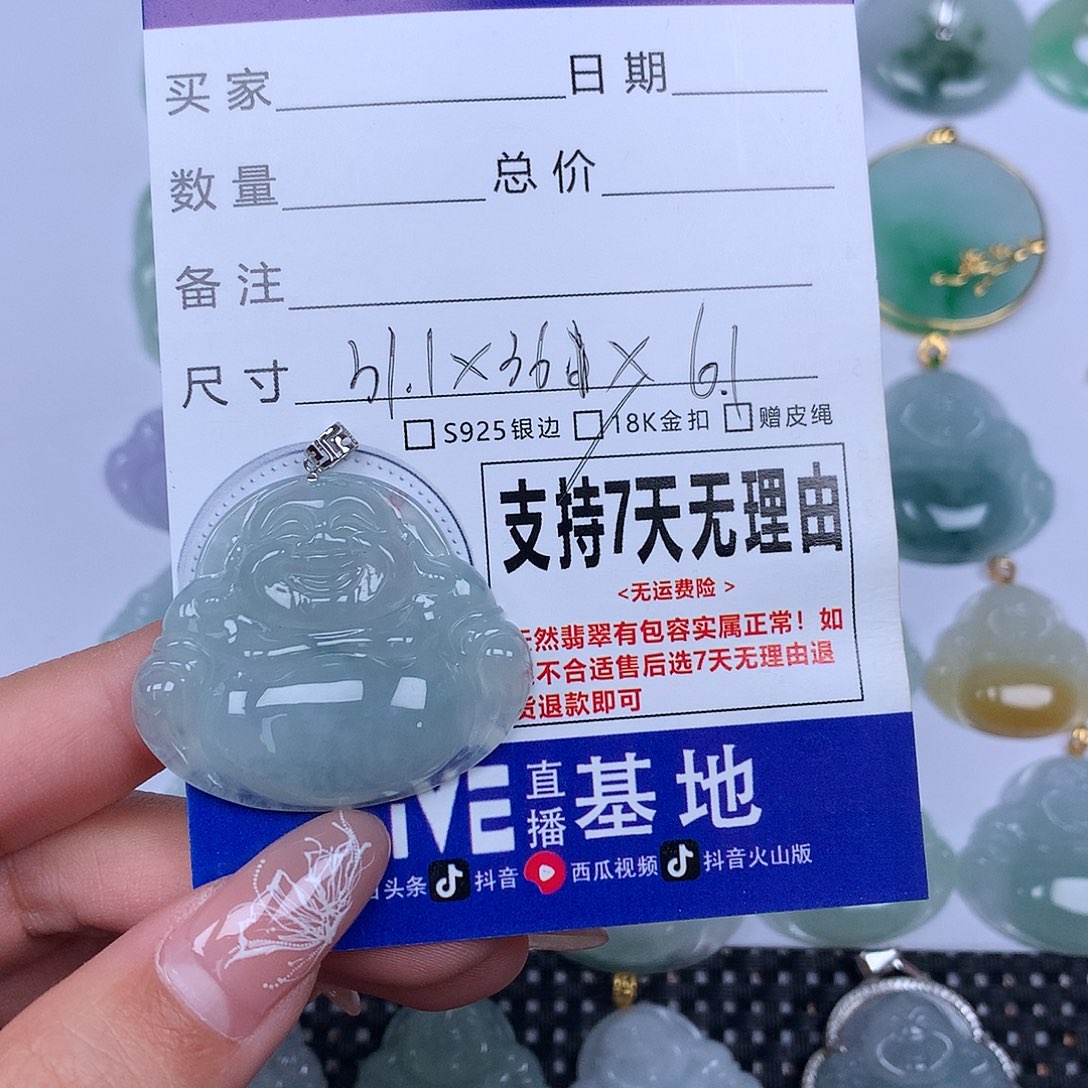 买家 日期
数量 总价
备注
尺寸 31.1×36.1×6.1
S925银边 18K金扣 赠皮绳
支持7天无理由
<无运费险>
然翡翠有包容实属正常！如
不合适售后选7天无理由退
货退款即可
IVE 直播 基地
头条 抖音 西瓜视频 抖音火山版